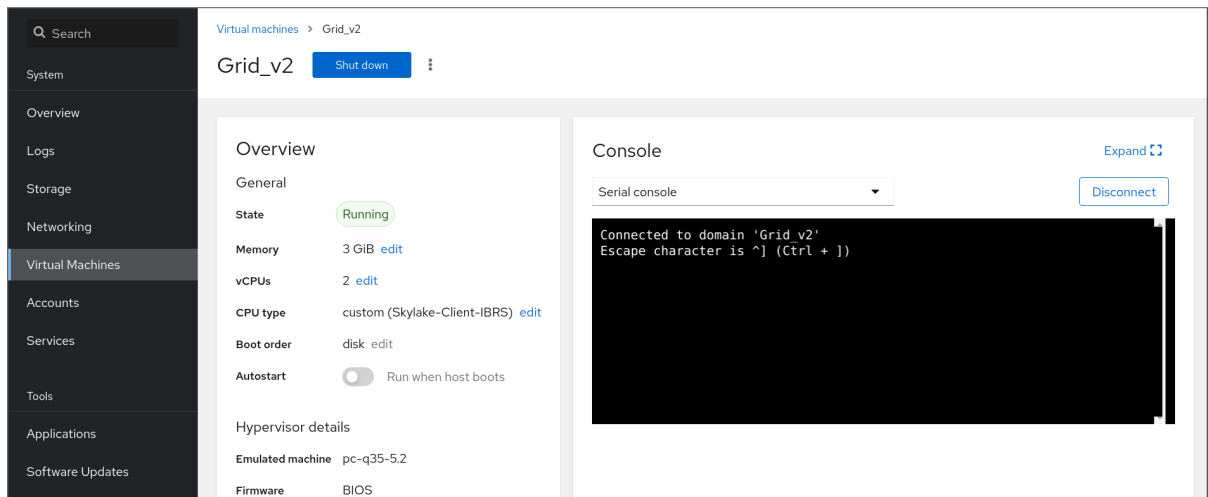 Search
System
Overview
Logs
Storage
Networking
Virtual Machines
Accounts
Services
Tools
Applications
Software Updates
Virtual machines > Grid_v2
Grid_v2 Shut down
Overview
General
State Running
Memory 3 GiB edit
vCPUs 2 edit
CPU type custom (Skylake-Client-IBRS) edit
Boot order disk edit
Autostart Run when host boots
Hypervisor details
Emulated machine pc-q35-5.2
Firmware BIOS
Console Expand
Serial console Disconnect
Connected to domain 'Grid_v2'
Escape character is ^] (Ctrl + ])